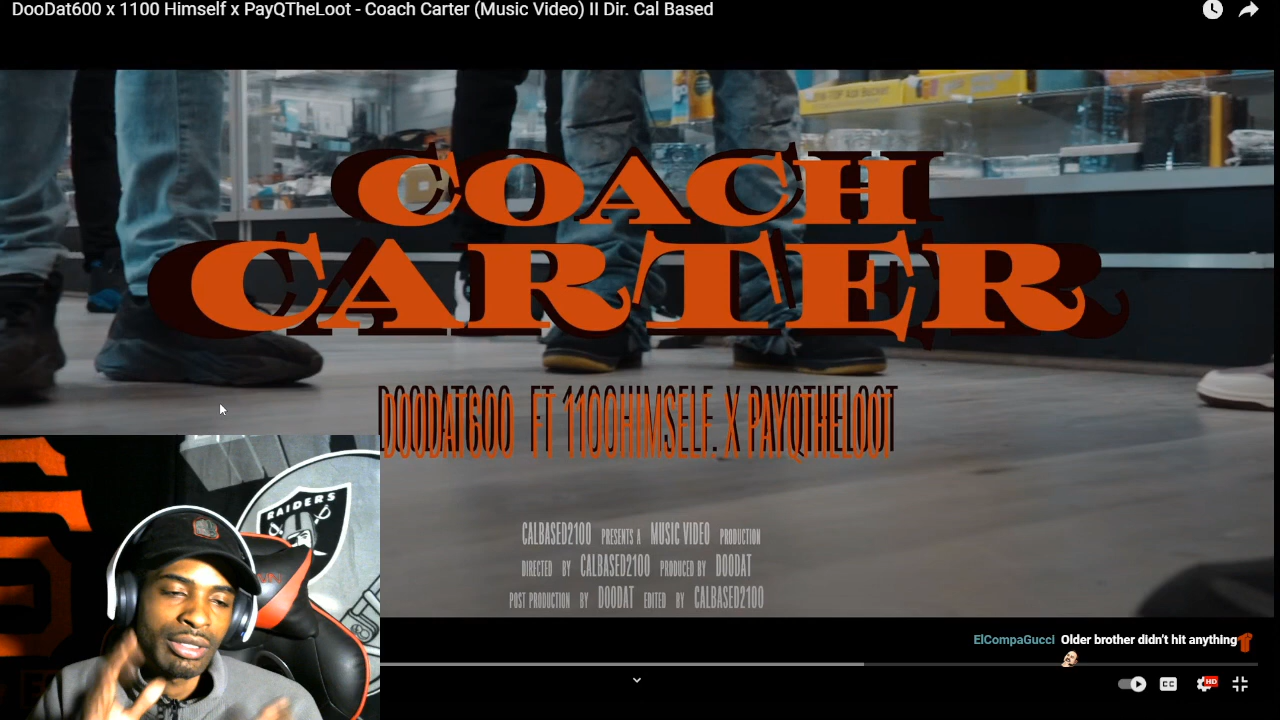 DooDat600 x 1100 Himself x PayQTheLoot - Coach Carter (Music Video) II Dir. Cal Based
COACH
CARTER
DOODAT600 FT 1100HIMSELF. X PAYQTHELOOT
CALBASED2100 PRESENTS A MUSIC VIDEO PRODUCTION
DIRECTED BY CALBASED2100 PRODUCED BY DOODAT
POST PRODUCTION BY DOODAT EDITED BY CALBASED2100
RAIDERS
ElCompaGucci Older brother didn't hit anything
CC
HD